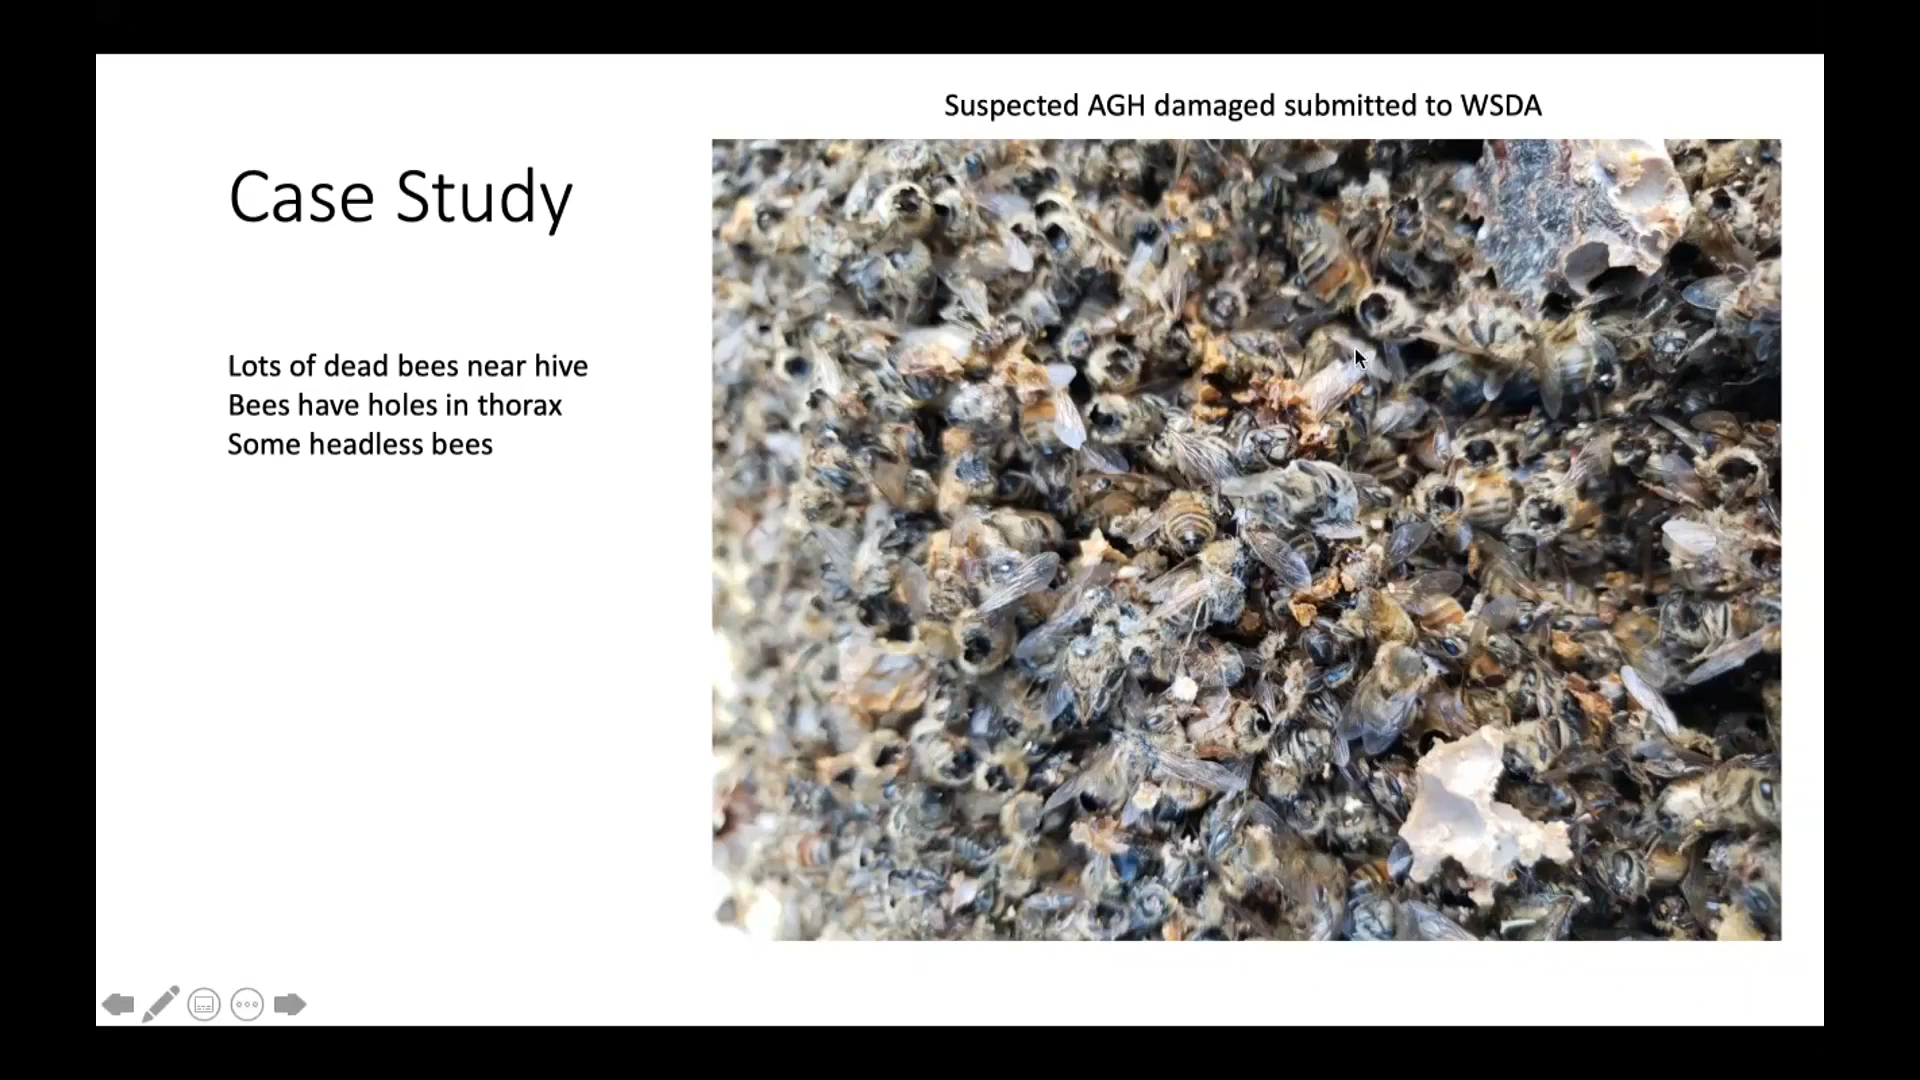 Suspected AGH damaged submitted to WSDA
Case Study
Lots of dead bees near hive
Bees have holes in thorax
Some headless bees